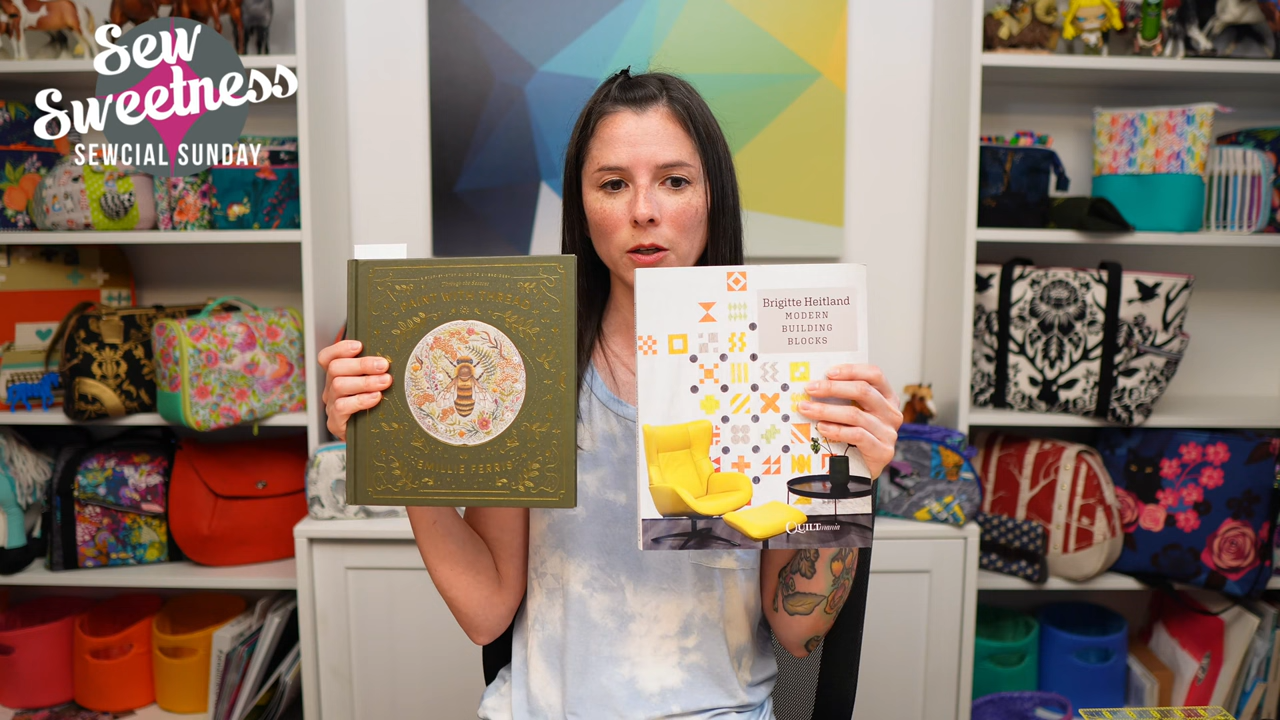 Sew
Sweetness
SEWCIAL SUNDAY
PAINT WITH THREAD
EMILLIE FERRIS
Brigitte Heitland
MODERN
BUILDING
BLOCKS
QUILTmania